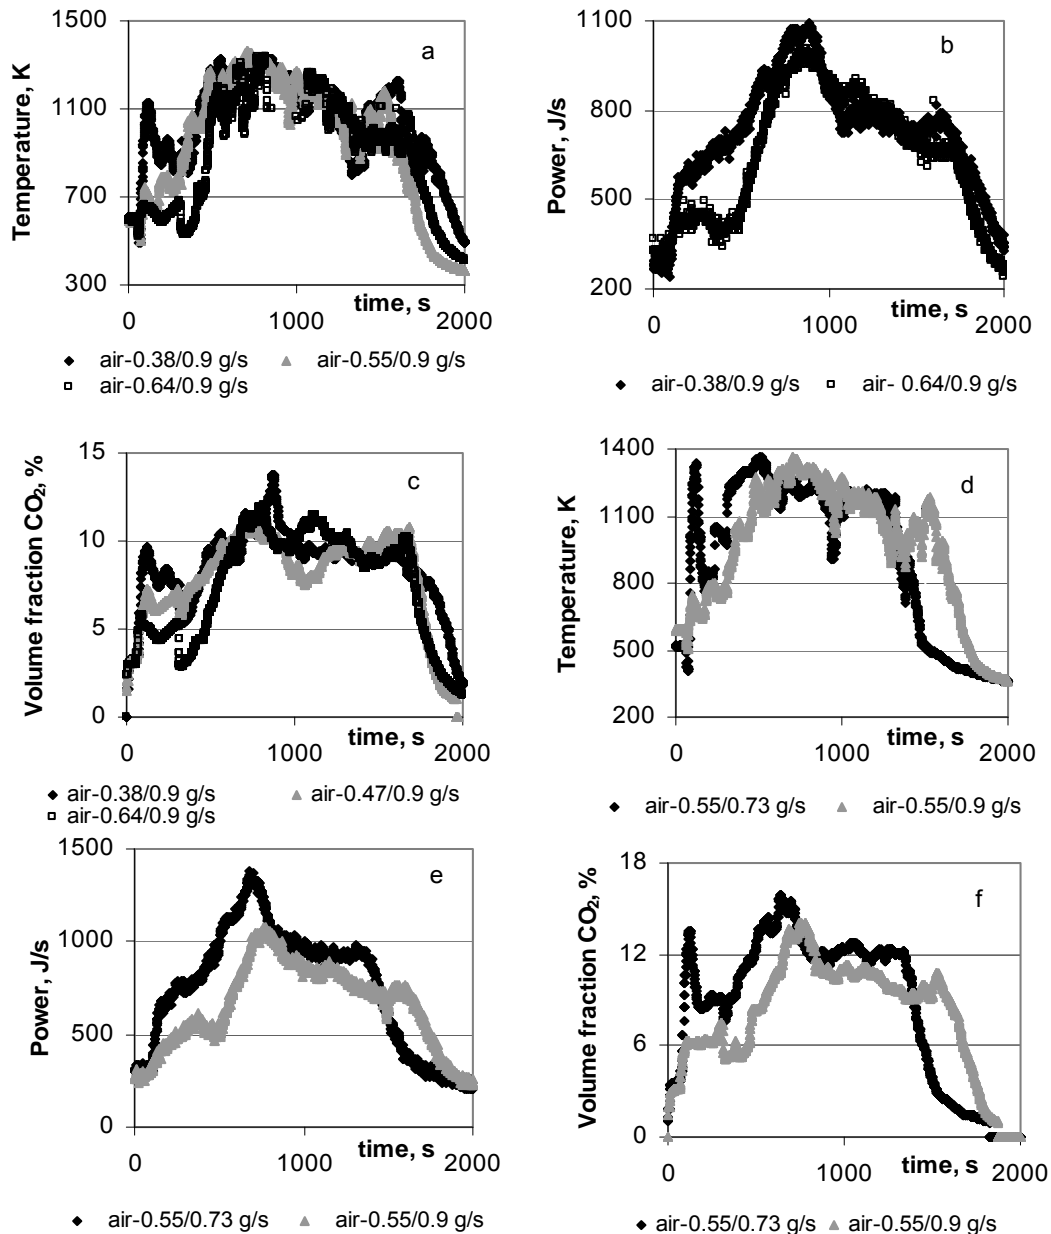 1500
1100
700
300
Temperature, K
a
time, s
0
1000
2000
air-0.38/0.9 g/s
air-0.55/0.9 g/s
air-0.64/0.9 g/s
1100
800
500
200
Power, J/s
b
time, s
0
1000
2000
air-0.38/0.9 g/s
air- 0.64/0.9 g/s
15
10
5
0
Volume fraction CO₂, %
c
time, s
0
1000
2000
air-0.38/0.9 g/s
air-0.47/0.9 g/s
air-0.64/0.9 g/s
1400
1100
800
500
200
Temperature, K
d
time, s
0
1000
2000
air-0.55/0.73 g/s
air-0.55/0.9 g/s
1500
1000
500
0
Power, J/s
e
time, s
0
1000
2000
air-0.55/0.73 g/s
air-0.55/0.9 g/s
18
12
6
0
Volume fraction CO₂, %
f
time, s
0
1000
2000
air-0.55/0.73 g/s
air-0.55/0.9 g/s